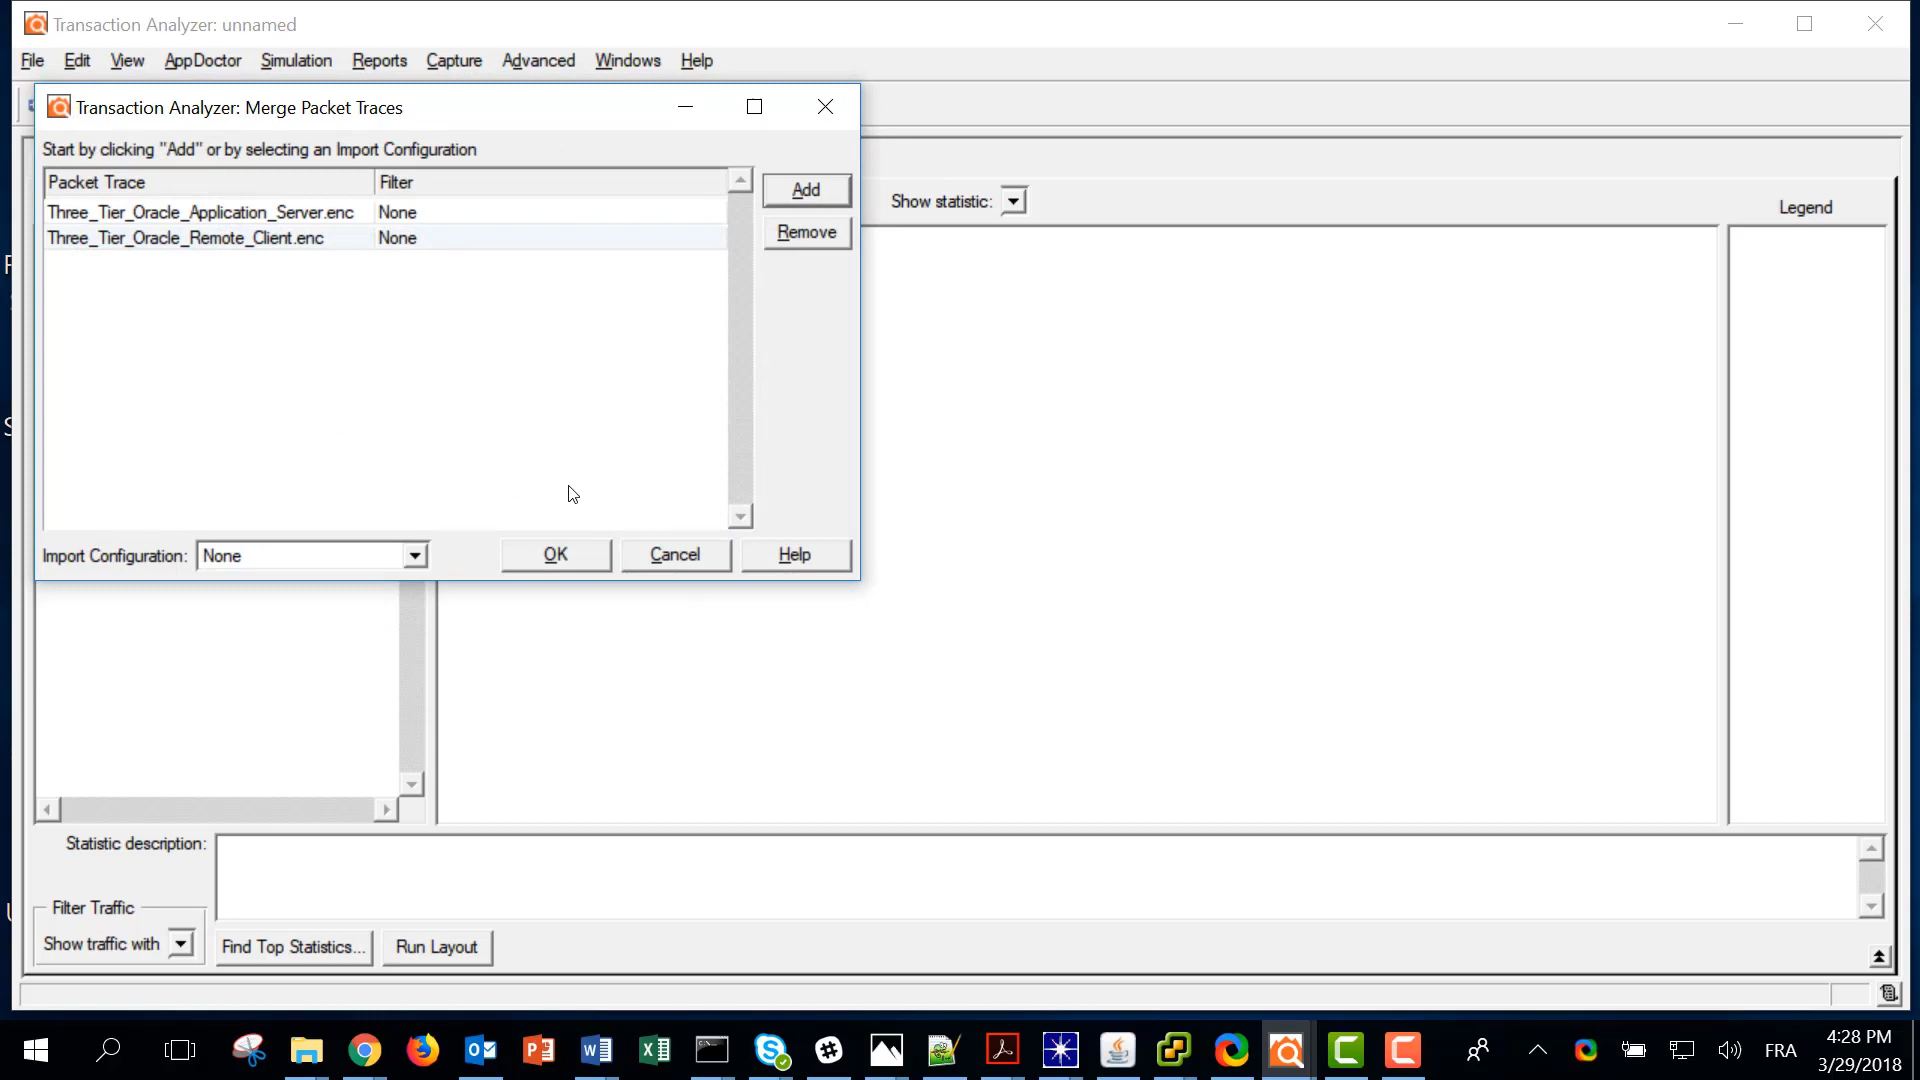 Transaction Analyzer: unnamed
File Edit View AppDoctor Simulation Reports Capture Advanced Windows Help
Transaction Analyzer: Merge Packet Traces
Start by clicking "Add" or by selecting an Import Configuration
Packet Trace Filter
Three_Tier_Oracle_Application_Server.enc None
Three_Tier_Oracle_Remote_Client.enc None
Add
Remove
Import Configuration: None
OK Cancel Help
Show statistic:
Legend
Statistic description:
Filter Traffic
Show traffic with
Find Top Statistics... Run Layout
FRA
4:28 PM
3/29/2018